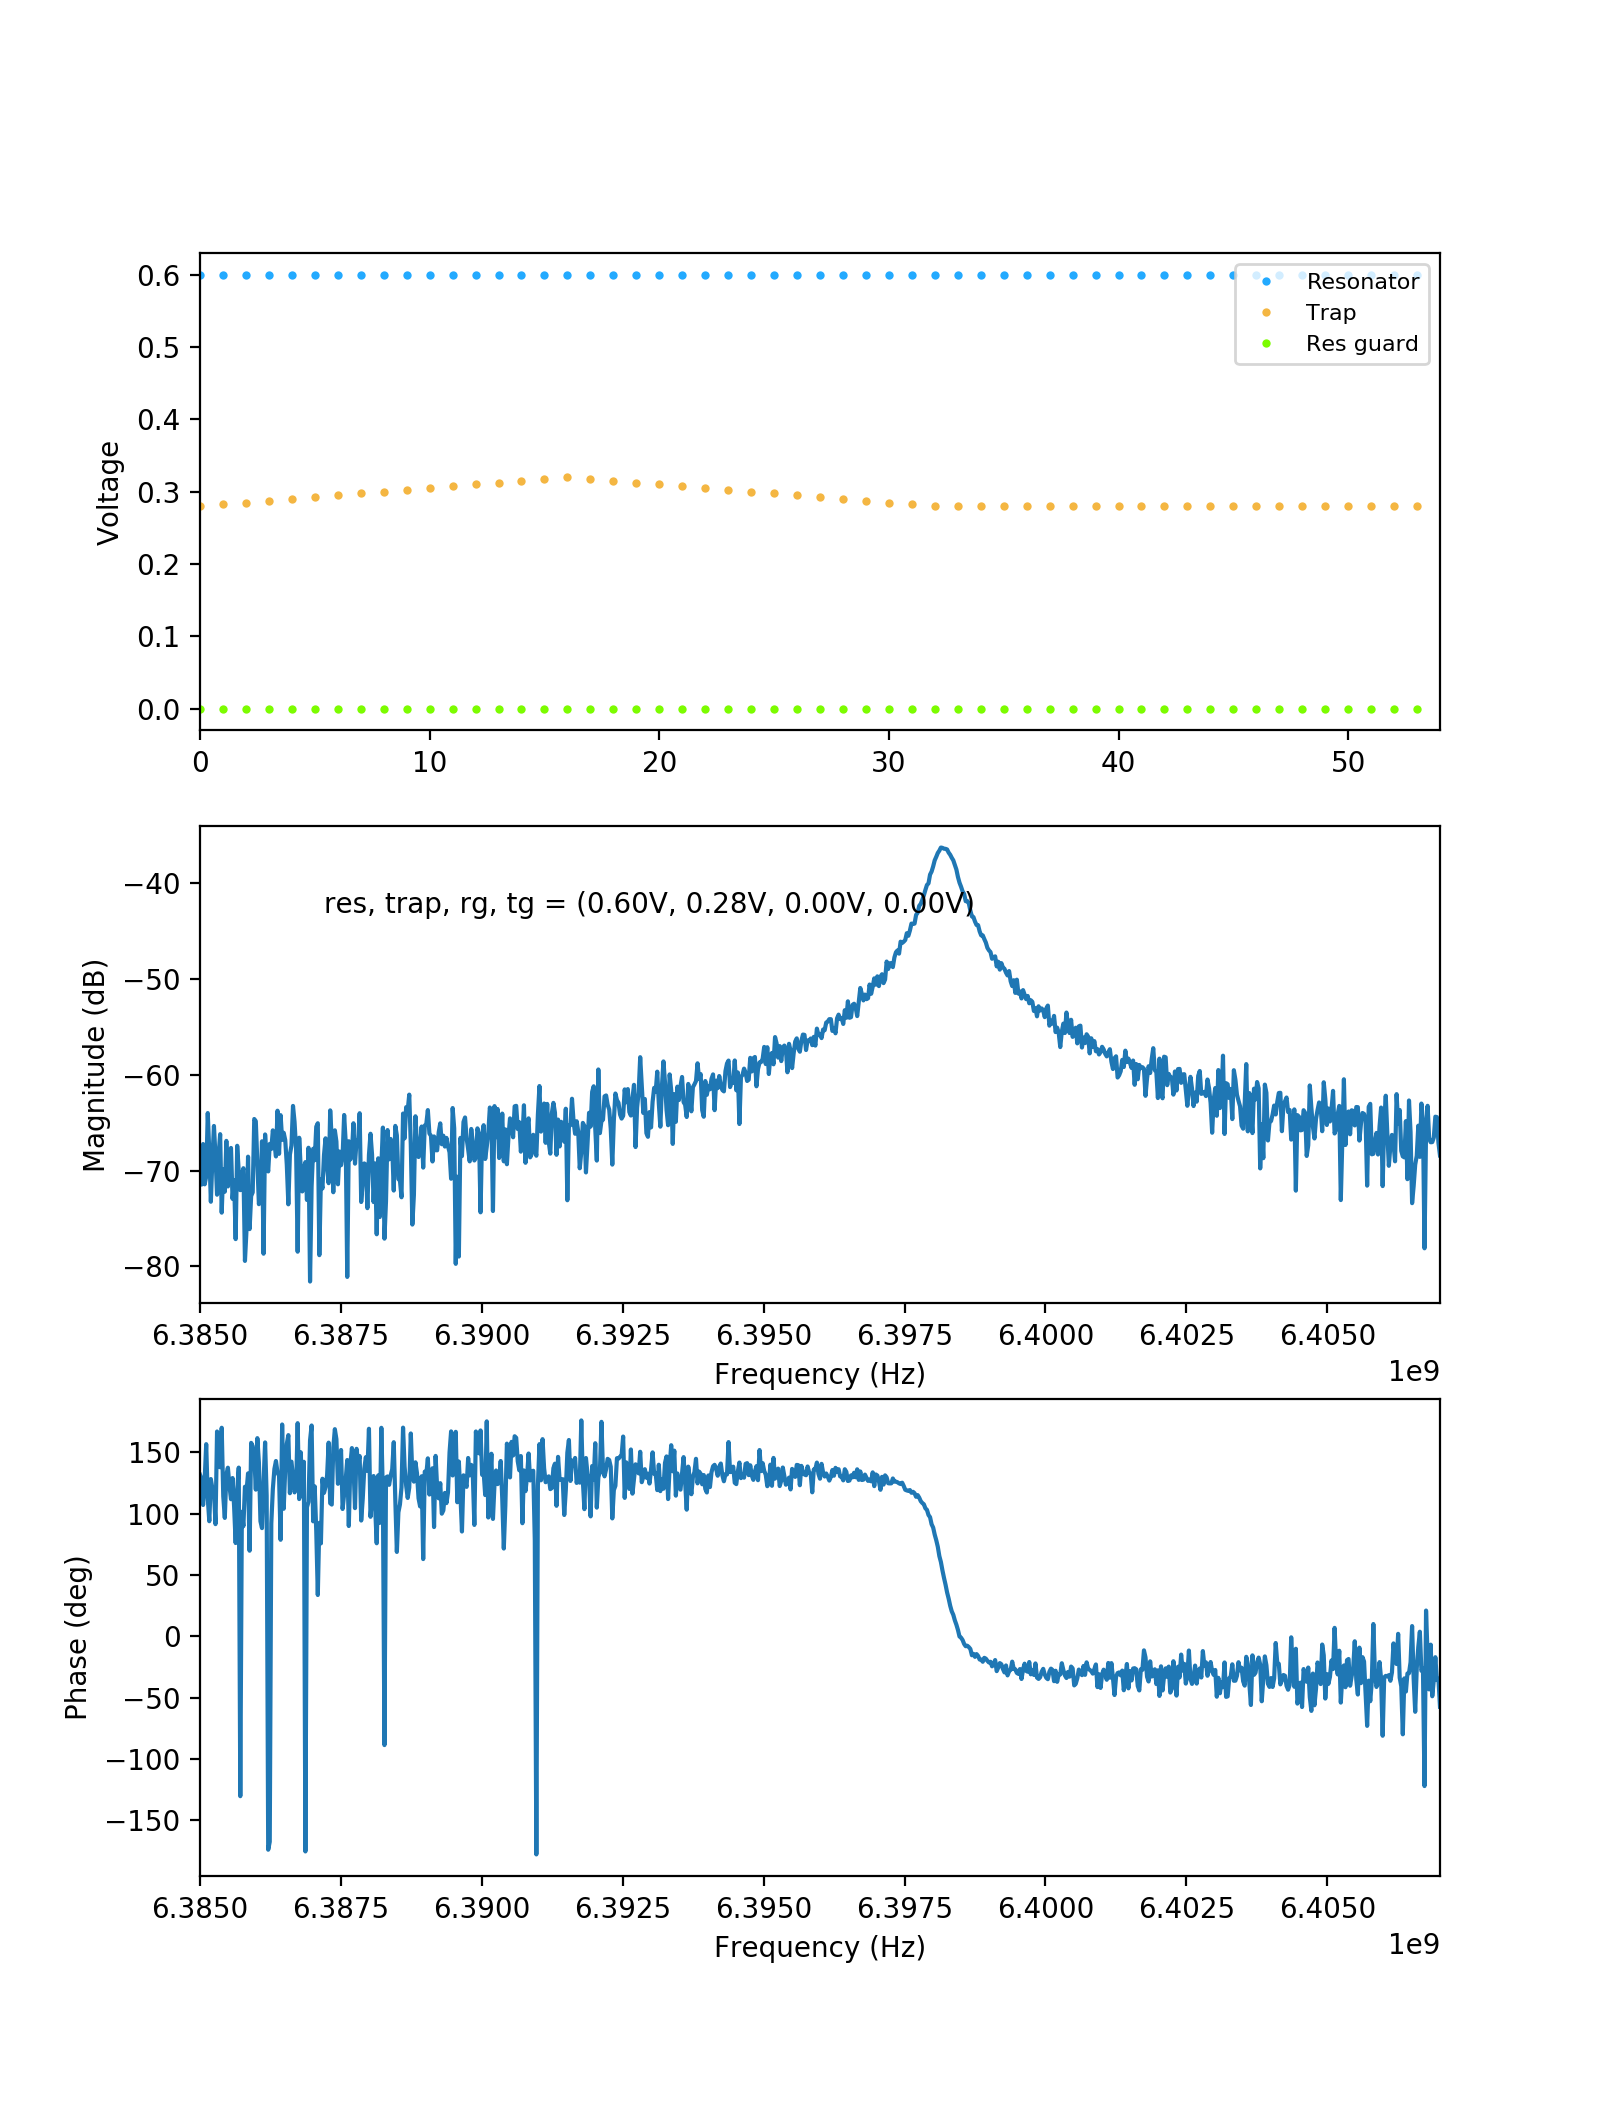 0.6
0.5
0.4
0.3
0.2
0.1
0.0
Voltage
Resonator
Trap
Res guard
0 10 20 30 40 50
−40
−50
−60
−70
−80
Magnitude (dB)
res, trap, rg, tg = (0.60V, 0.28V, 0.00V, 0.00V)
6.3850 6.3875 6.3900 6.3925 6.3950 6.3975 6.4000 6.4025 6.4050
1e9
Frequency (Hz)
150
100
50
0
−50
−100
−150
Phase (deg)
6.3850 6.3875 6.3900 6.3925 6.3950 6.3975 6.4000 6.4025 6.4050
1e9
Frequency (Hz)